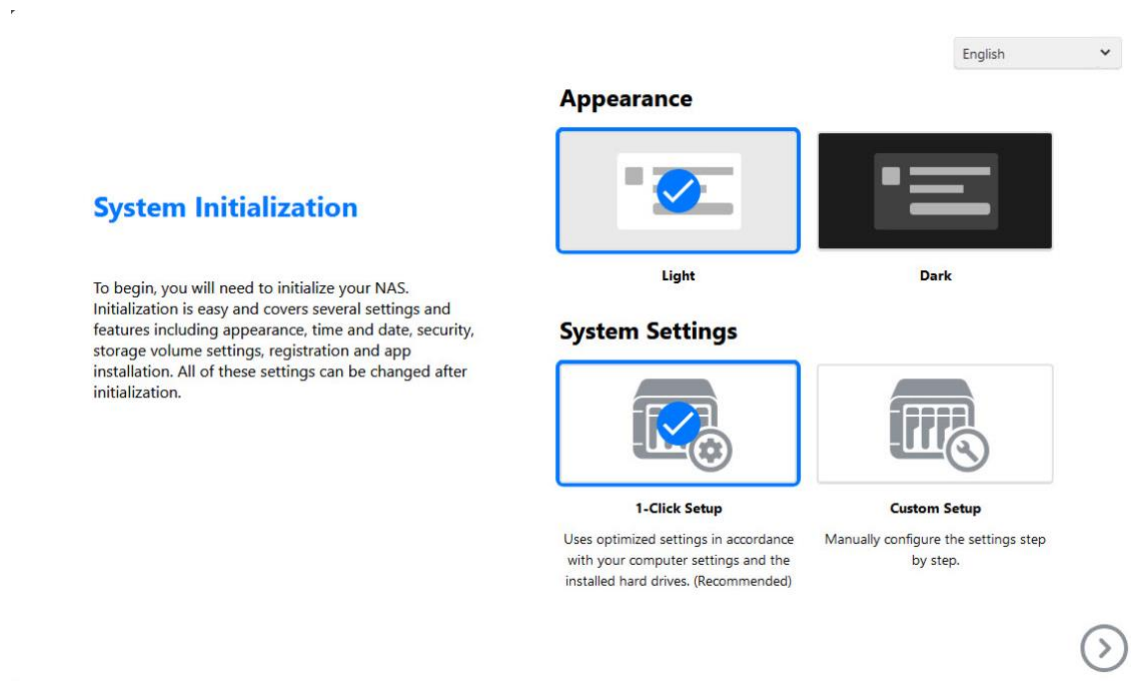 English
System Initialization
To begin, you will need to initialize your NAS.
Initialization is easy and covers several settings and
features including appearance, time and date, security,
storage volume settings, registration and app
installation. All of these settings can be changed after
initialization.
Appearance
Light
Dark
System Settings
1-Click Setup
Uses optimized settings in accordance
with your computer settings and the
installed hard drives. (Recommended)
Custom Setup
Manually configure the settings step
by step.